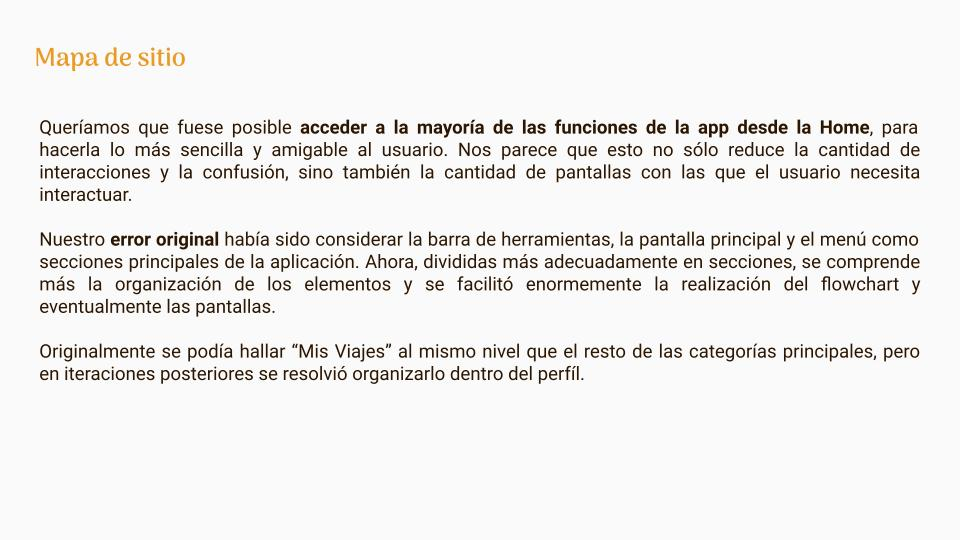 Mapa de sitio
Queríamos que fuese posible acceder a la mayoría de las funciones de la app desde la Home, para
hacerla lo más sencilla y amigable al usuario. Nos parece que esto no sólo reduce la cantidad de
interacciones y la confusión, sino también la cantidad de pantallas con las que el usuario necesita
interactuar.
Nuestro error original había sido considerar la barra de herramientas, la pantalla principal y el menú como
secciones principales de la aplicación. Ahora, divididas más adecuadamente en secciones, se comprende
más la organización de los elementos y se facilitó enormemente la realización del flowchart y
eventualmente las pantallas.
Originalmente se podía hallar “Mis Viajes” al mismo nivel que el resto de las categorías principales, pero
en iteraciones posteriores se resolvió organizarlo dentro del perfíl.